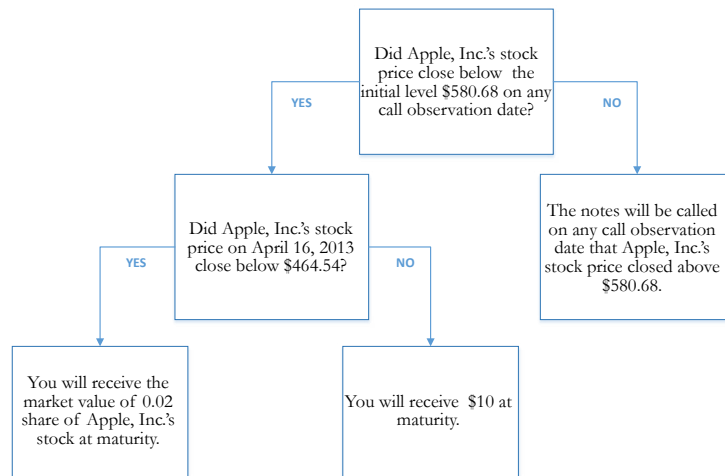 Did Apple, Inc.'s stock
price close below the
initial level $580.68 on any
call observation date?
YES
NO
Did Apple, Inc.'s stock
price on April 16, 2013
close below $464.54?
The notes will be called
on any call observation
date that Apple, Inc.'s
stock price closed above
$580.68.
YES
NO
You will receive the
market value of 0.02
share of Apple, Inc.'s
stock at maturity.
You will receive $10 at
maturity.